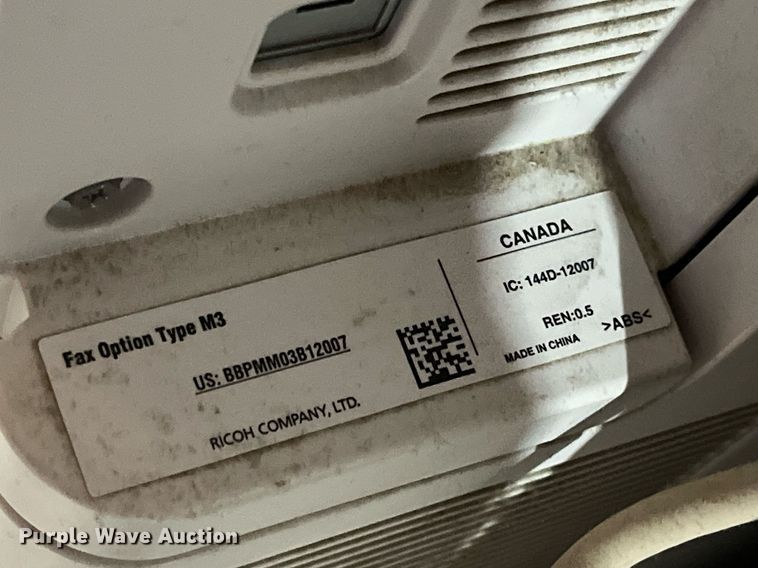 Fax Option Type M3
US: BBPMM03B12007
RICOH COMPANY, LTD.
CANADA
IC: 144D-12007
REN:0.5
MADE IN CHINA
>ABS<
Purple Wave Auction